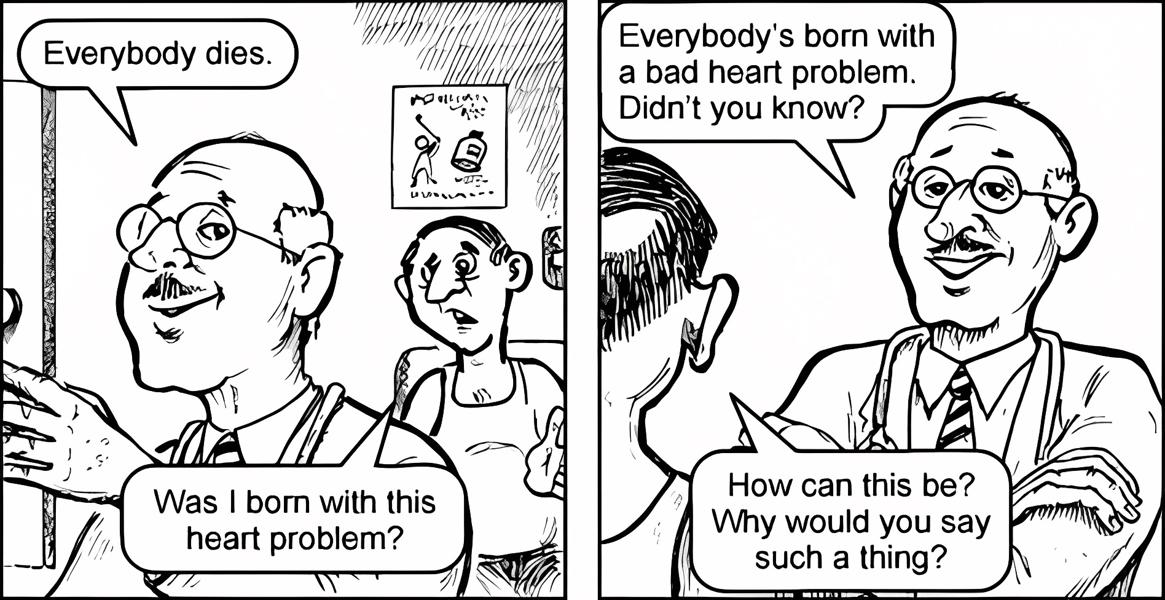 Everybody dies.
Was I born with this
heart problem?
Everybody's born with
a bad heart problem.
Didn't you know?
How can this be?
Why would you say
such a thing?